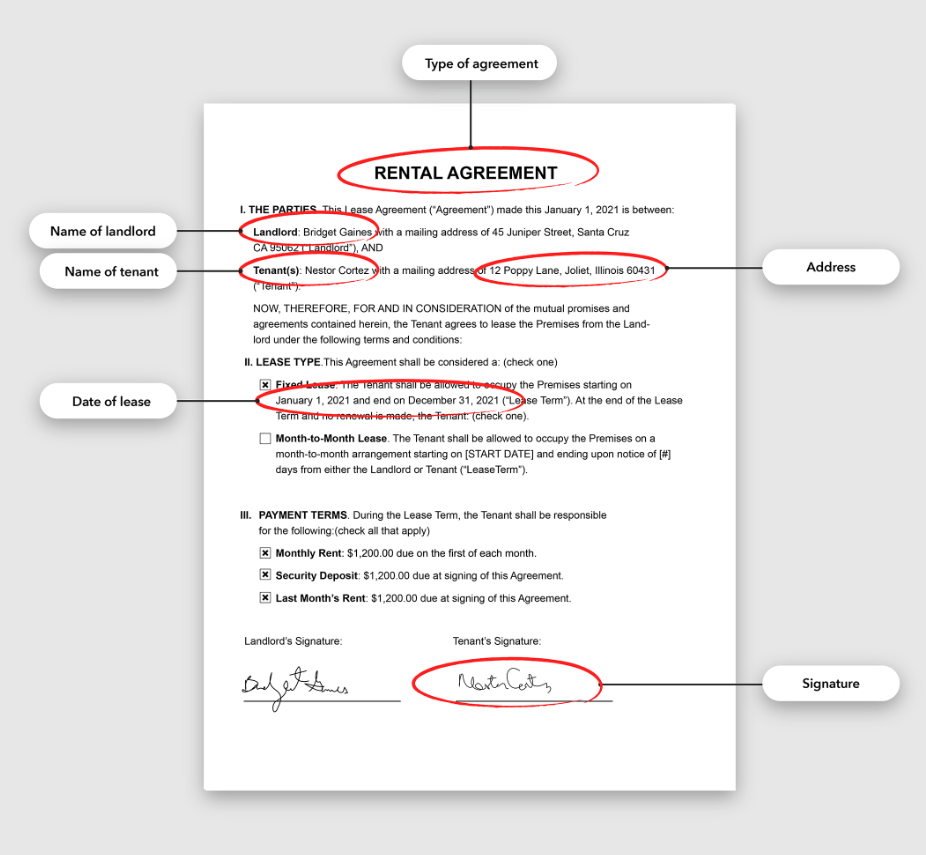 Type of agreement
RENTAL AGREEMENT
I. THE PARTIES. This Lease Agreement (“Agreement”) made this January 1, 2021 is between:
Name of landlord
Landlord: Bridget Gaines with a mailing address of 45 Juniper Street, Santa Cruz
CA 95062 (“Landlord”), AND
Name of tenant
Tenant(s): Nestor Cortez with a mailing address of 12 Poppy Lane, Joliet, Illinois 60431
Address
(“Tenant”).
NOW, THEREFORE, FOR AND IN CONSIDERATION of the mutual promises and
agreements contained herein, the Tenant agrees to lease the Premises from the Land-
lord under the following terms and conditions:
II. LEASE TYPE.This Agreement shall be considered a: (check one)
Fixed-Lease: The Tenant shall be allowed to occupy the Premises starting on
Date of lease
January 1, 2021 and end on December 31, 2021 (“Lease Term”). At the end of the Lease
Term and no renewal is made, the Tenant: (check one).
Month-to-Month Lease. The Tenant shall be allowed to occupy the Premises on a
month-to-month arrangement starting on [START DATE] and ending upon notice of [#]
days from either the Landlord or Tenant (“LeaseTerm”).
III. PAYMENT TERMS. During the Lease Term, the Tenant shall be responsible
for the following:(check all that apply)
Monthly Rent: $1,200.00 due on the first of each month.
Security Deposit: $1,200.00 due at signing of this Agreement.
Last Month’s Rent: $1,200.00 due at signing of this Agreement.
Landlord’s Signature: Tenant’s Signature:
Bridget Gaines Nestor Cortez
Signature